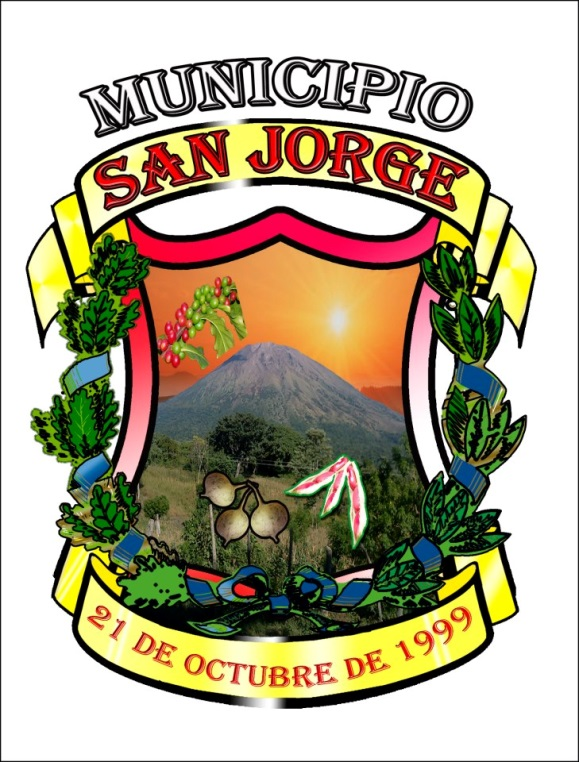 MUNICIPIO
SAN JORGE
21 DE OCTUBRE DE 1999